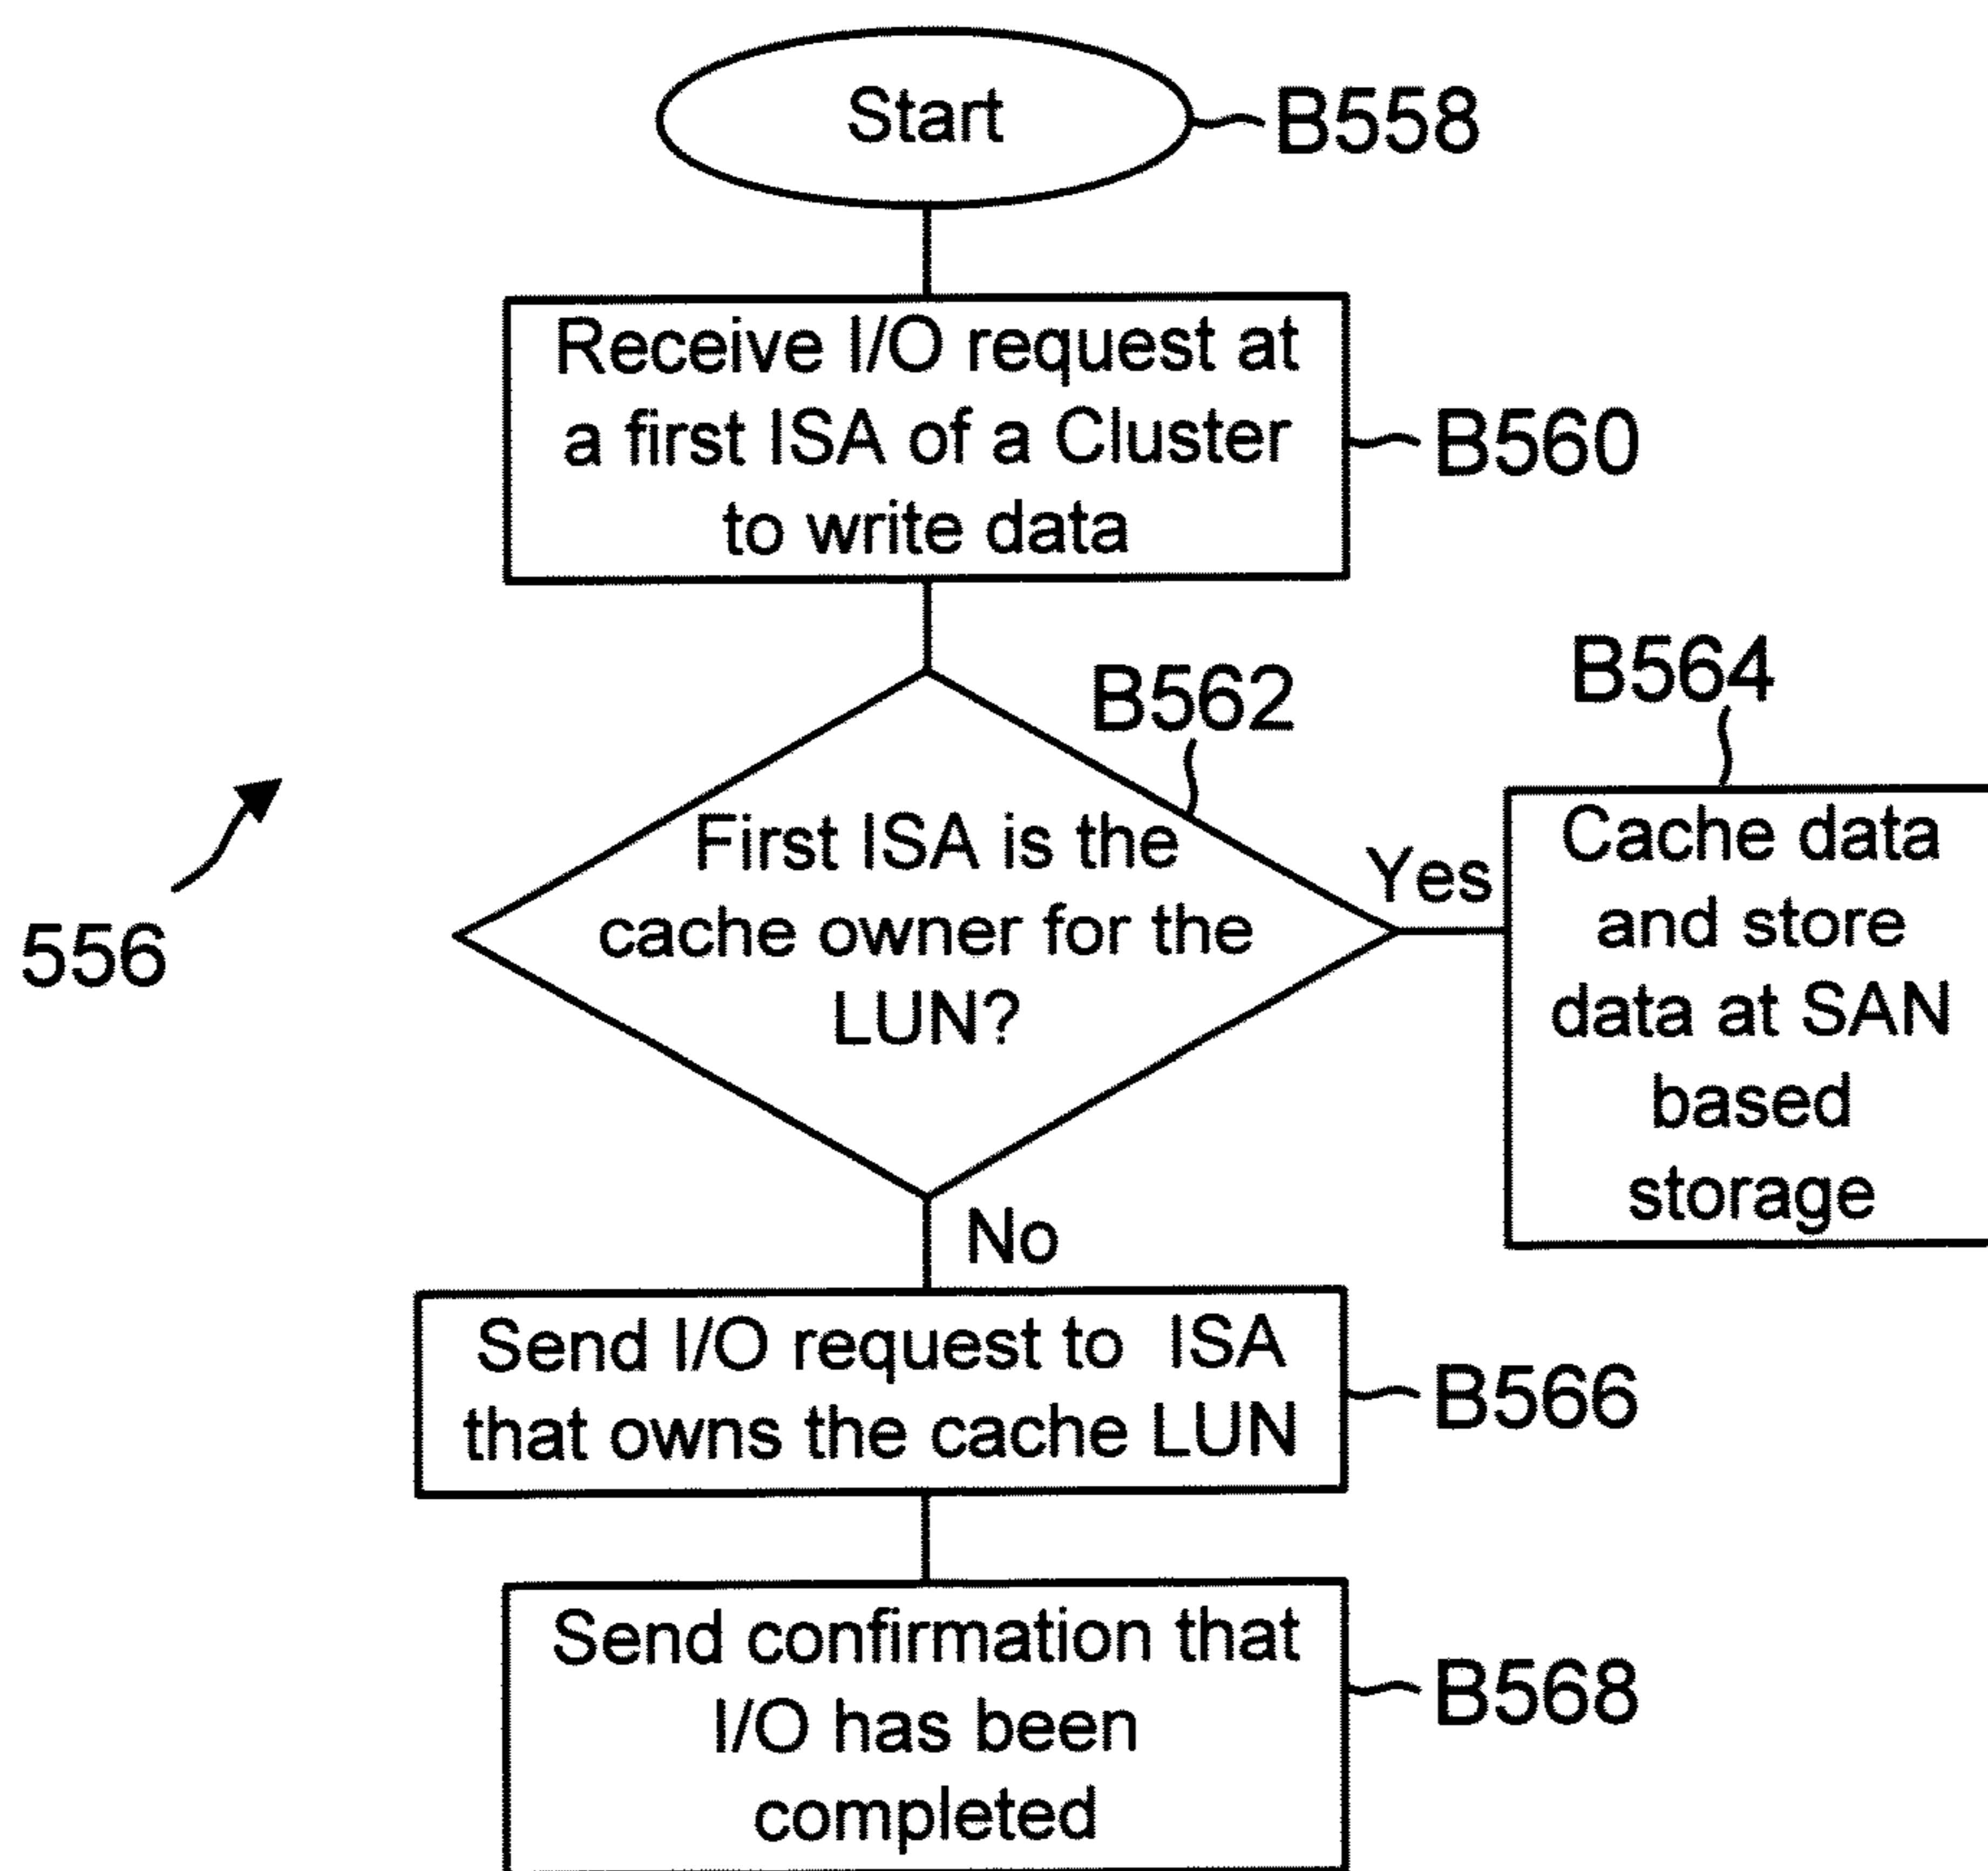 Start
B558
Receive I/O request at
a first ISA of a Cluster
to write data
B560
B562
First ISA is the
cache owner for the
LUN?
556
Yes
B564
Cache data
and store
data at SAN
based
storage
No
Send I/O request to ISA
that owns the cache LUN
B566
Send confirmation that
I/O has been
completed
B568